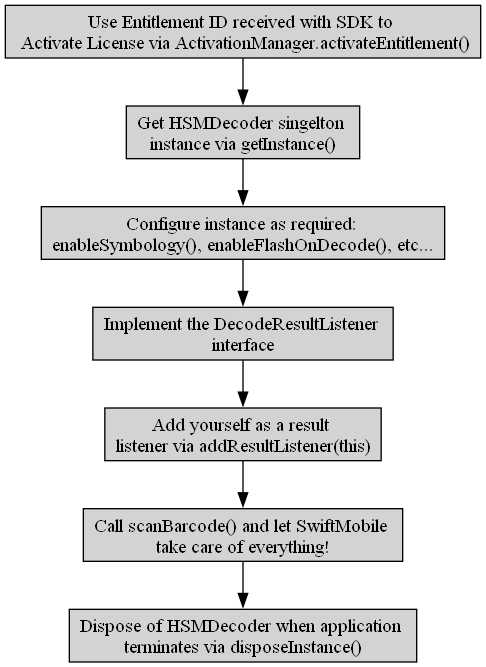 Use Entitlement ID received with SDK to
Activate License via ActivationManager.activateEntitlement()
Get HSMDecoder singelton
instance via getInstance()
Configure instance as required:
enableSymbology(), enableFlashOnDecode(), etc...
Implement the DecodeResultListener
interface
Add yourself as a result
listener via addResultListener(this)
Call scanBarcode() and let SwiftMobile
take care of everything!
Dispose of HSMDecoder when application
terminates via disposeInstance()